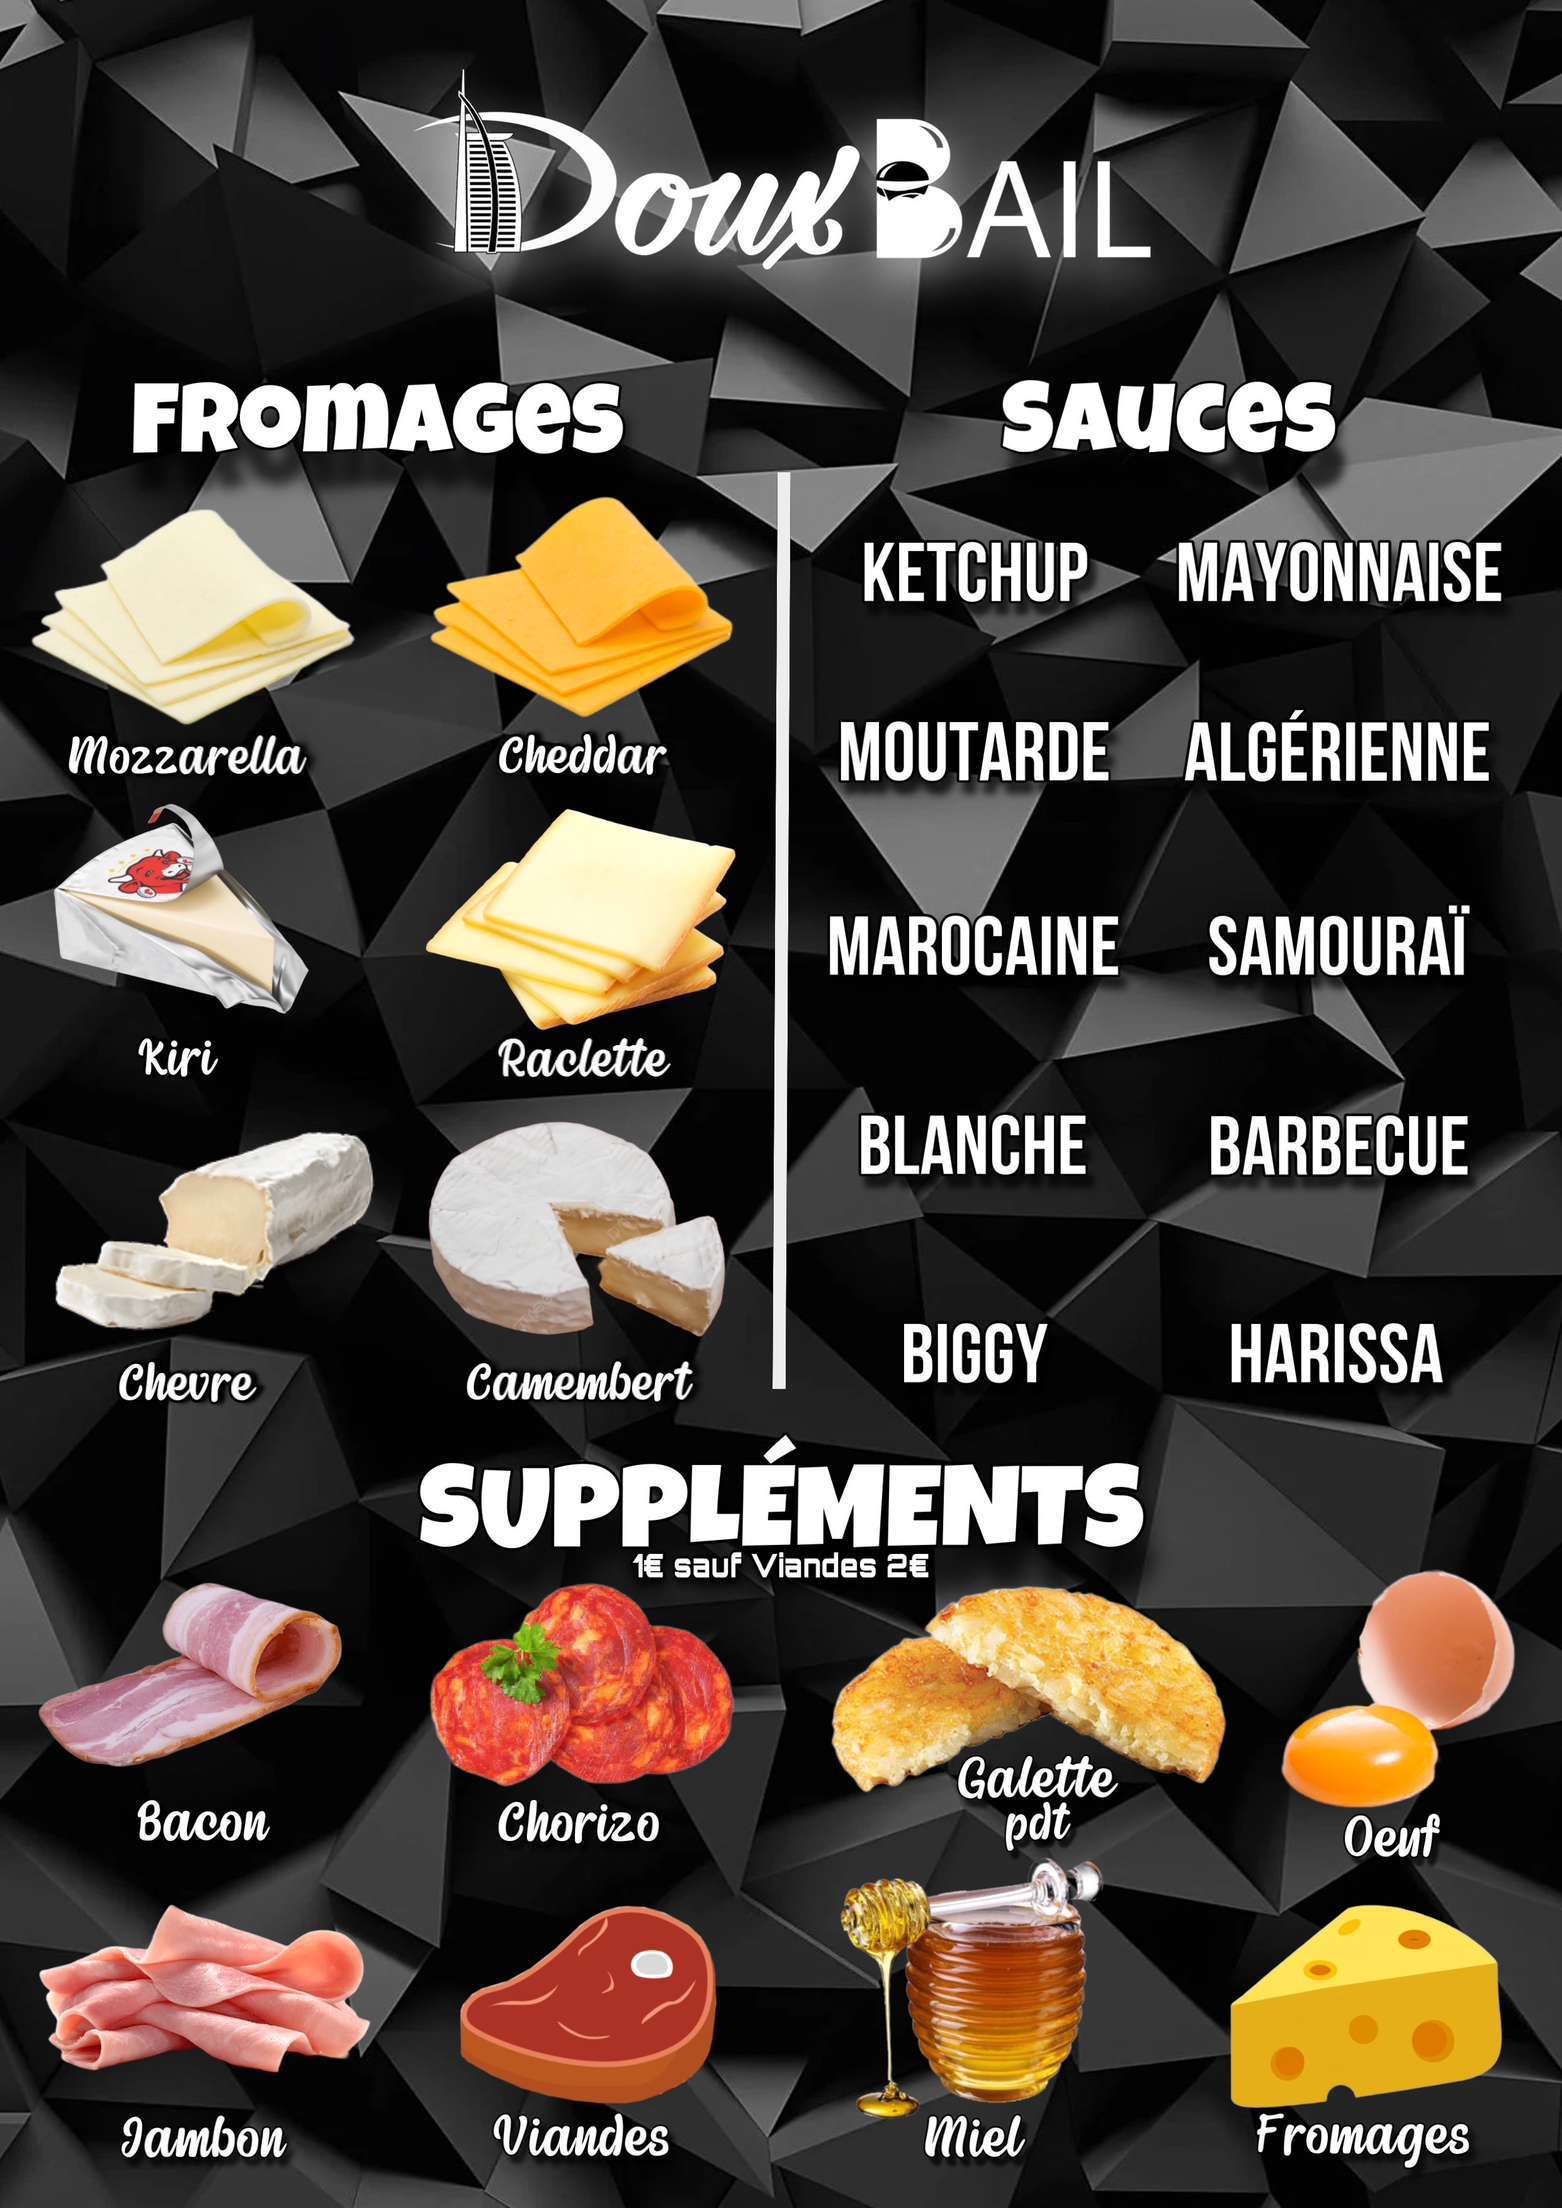 Doux BAIL
FROMAGES
Mozzarella
Cheddar
Kiri
Raclette
Chevre
Camembert
SAUCES
KETCHUP MAYONNAISE
MOUTARDE ALGÉRIENNE
MAROCAINE SAMOURAÏ
BLANCHE BARBECUE
BIGGY HARISSA
SUPPLÉMENTS
1€ sauf Viandes 2€
Bacon
Chorizo
Galette
pdt
Oeuf
Jambon
Viandes
Miel
Fromages